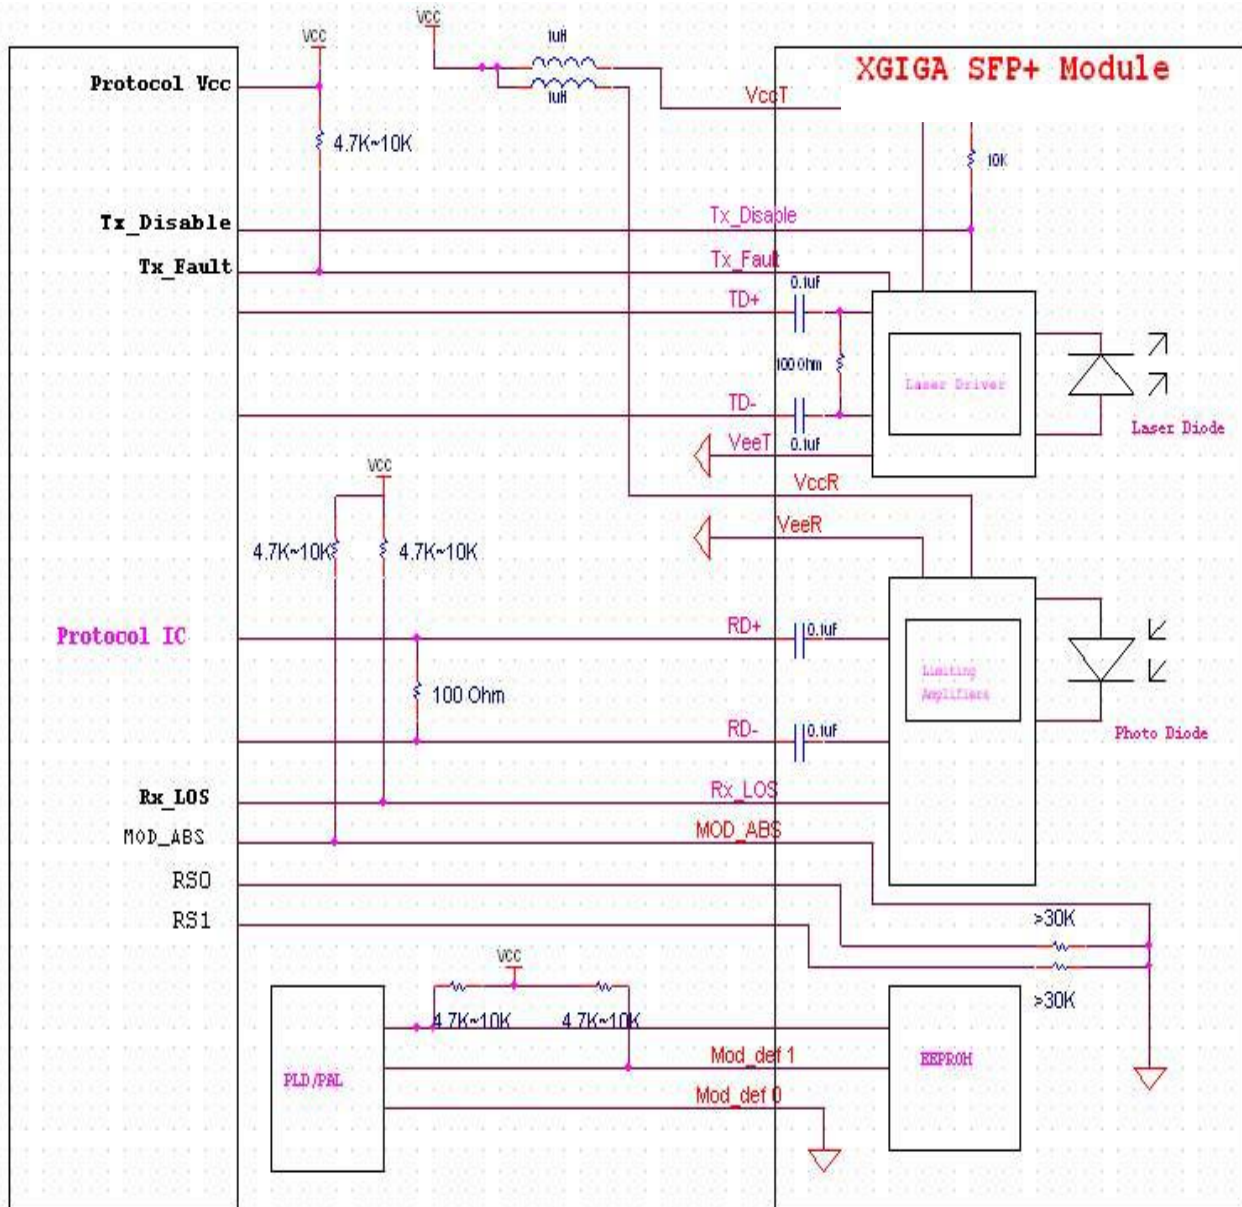 VCC
VCC
1uH
1uH
XGIGA SFP+ Module
Protocol Vcc
VccT
4.7K~10K
10K
Tx_Disable
Tx_Disable
Tx_Fault
Tx_Fault
0.1uF
TD+
100 Ohm
Laser Driver
TD-
Laser Diode
VeeT
0.1uF
VCC
VccR
VeeR
4.7K~10K
4.7K~10K
Protocol IC
RD+
0.1uF
Limiting
Amplifiers
100 Ohm
RD-
0.1uF
Photo Diode
Rx_LOS
Rx_LOS
MOD_ABS
MOD_ABS
RS0
RS1
>30K
VCC
>30K
4.7K~10K
4.7K~10K
Mod_def 1
EEPROM
PLD/PAL
Mod_def 0